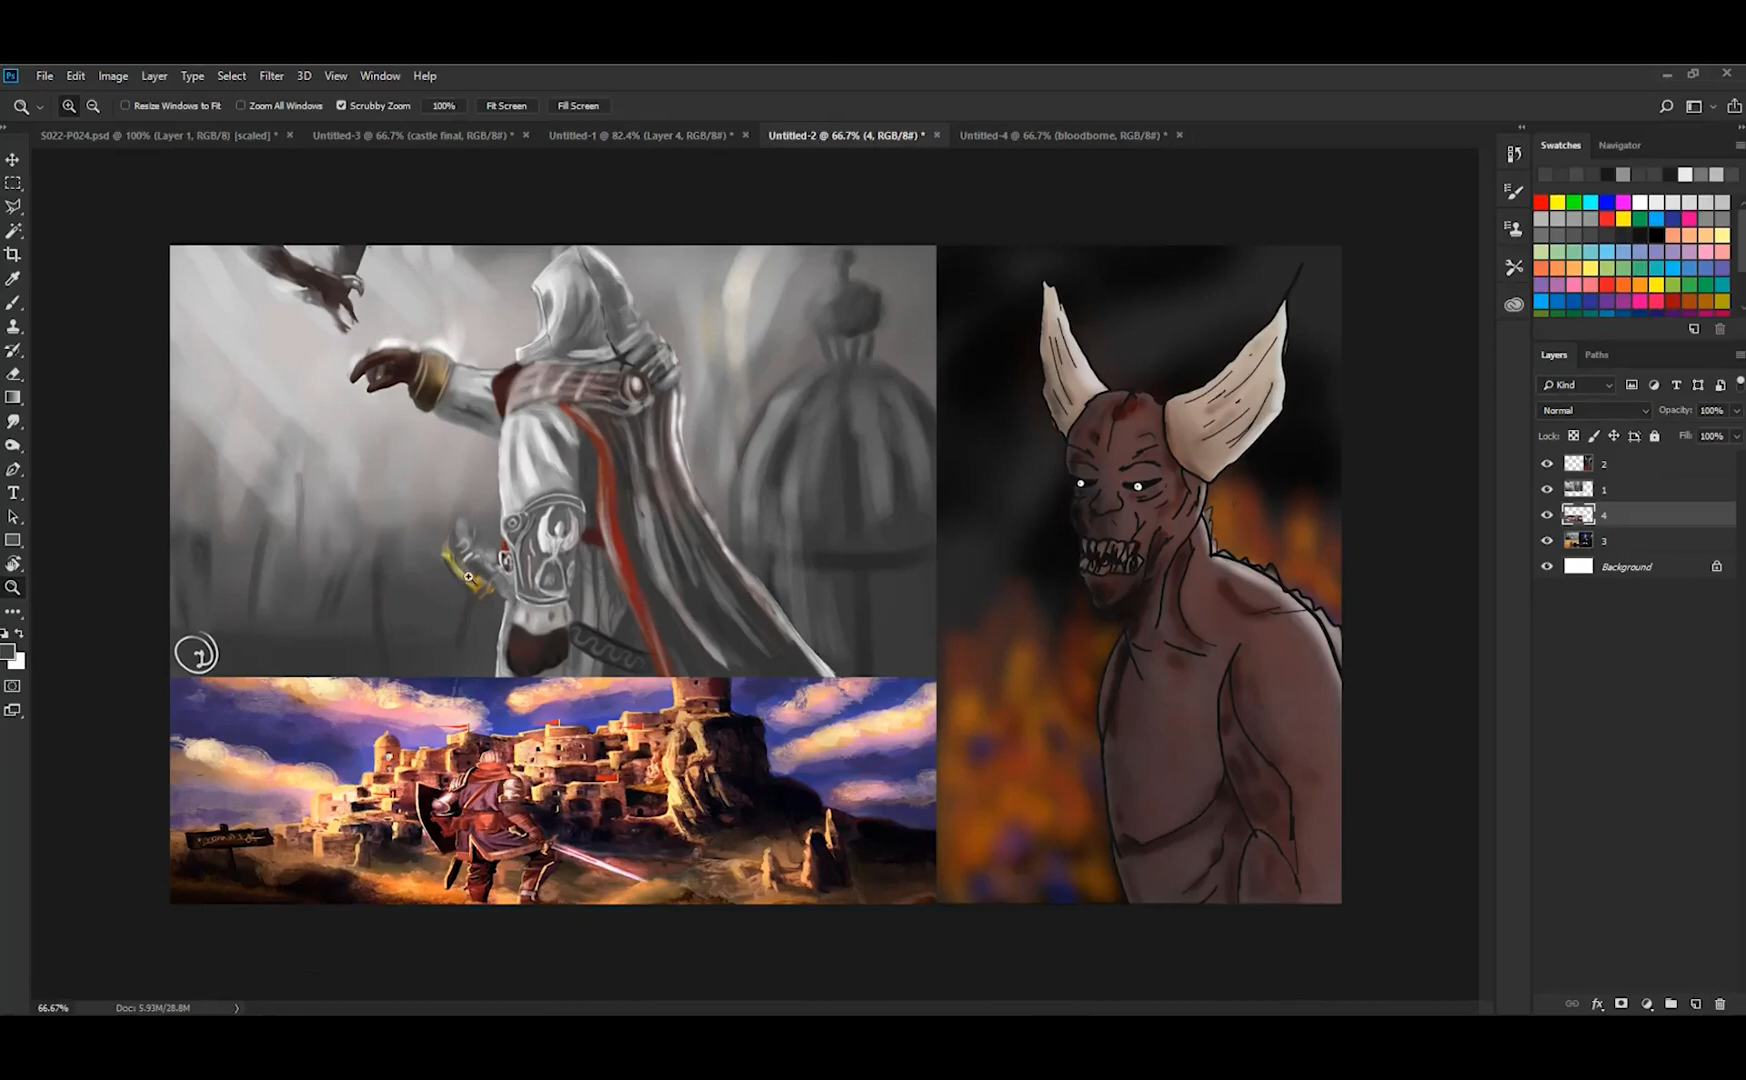 Ps File Edit Image Layer Type Select Filter 3D View Window Help
Resize Windows to Fit Zoom All Windows Scrubby Zoom 100% Fit Screen Fill Screen
S022-P024.psd @ 100% (Layer 1, RGB/8) [scaled] * × Untitled-3 @ 66.7% (castle final, RGB/8#) * × Untitled-1 @ 82.4% (Layer 4, RGB/8#) * × Untitled-2 @ 66.7% (4, RGB/8#) * × Untitled-4 @ 66.7% (bloodborne, RGB/8#) * ×
Swatches Navigator
Layers Paths
Kind
Normal Opacity: 100%
Lock: Fill: 100%
2
1
4
3
Background
66.67% Doc: 5.93M/28.8M